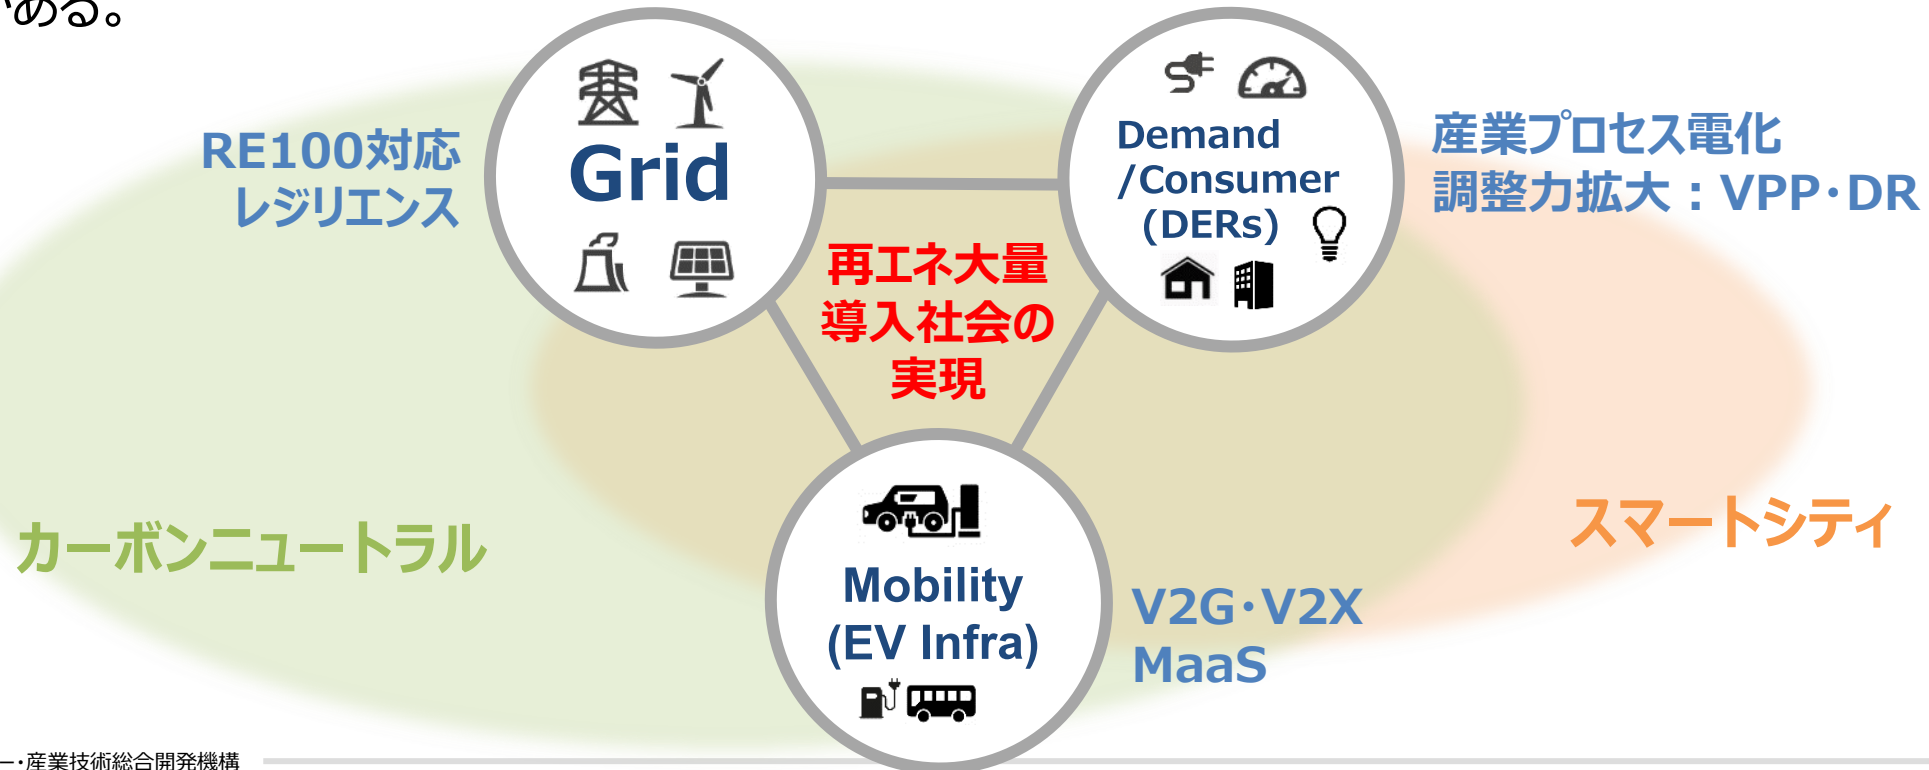 がある。
RE100対応
レジリエンス
Grid
Demand
/Consumer
(DERs)
産業プロセス電化
調整力拡大：VPP・DR
再エネ大量
導入社会の
実現
カーボンニュートラル
スマートシティ
Mobility
(EV Infra)
V2G・V2X
MaaS
ー・産業技術総合開発機構